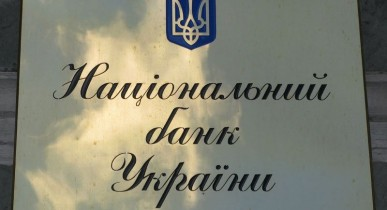 Національний
банк
України